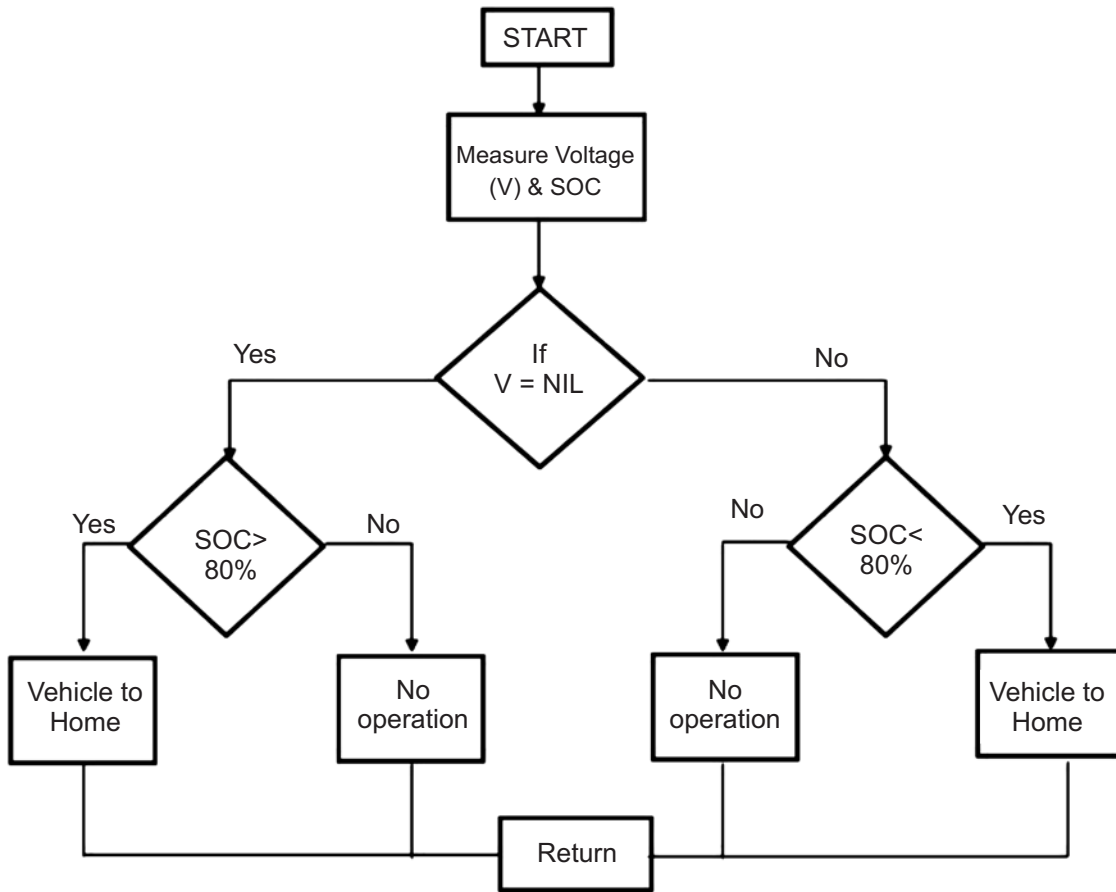 START
Measure Voltage
(V) & SOC
If
V = NIL
Yes
No
SOC>
80%
Yes
No
SOC<
80%
No
Yes
Vehicle to
Home
No
operation
No
operation
Vehicle to
Home
Return